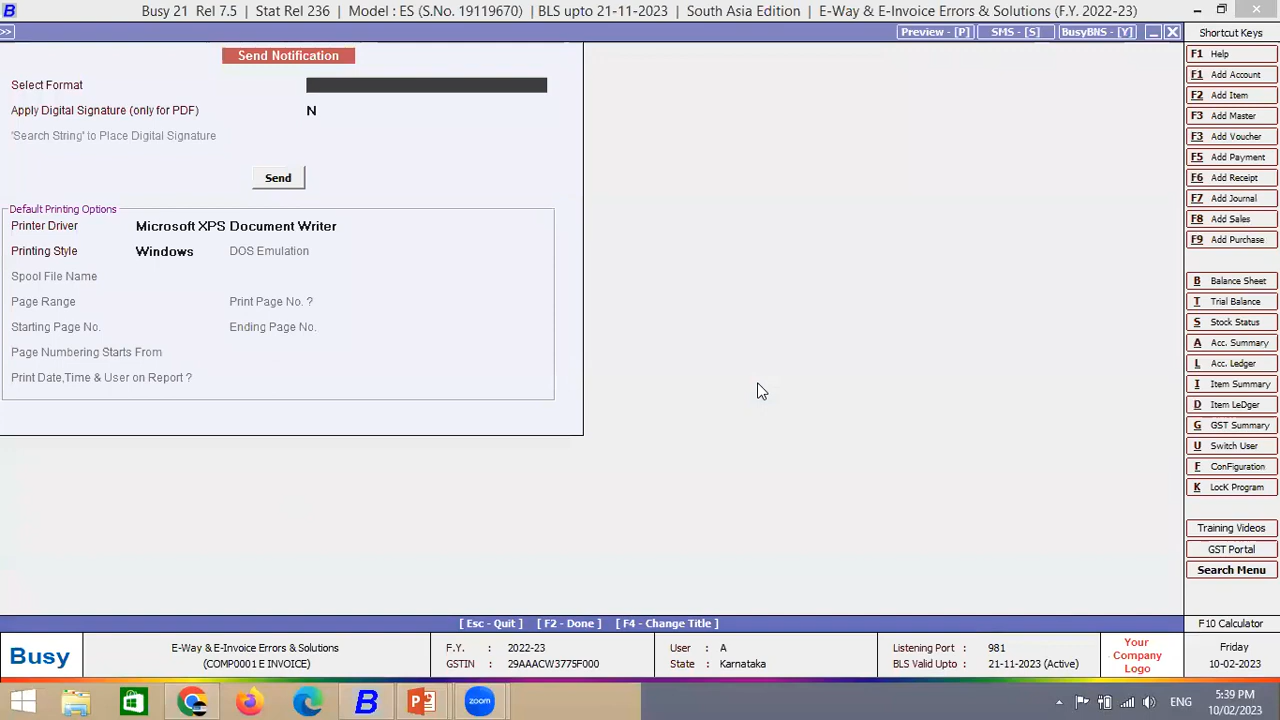 B Busy 21 Rel 7.5 | Stat Rel 236 | Model : ES (S.No. 19119670) | BLS upto 21-11-2023 | South Asia Edition | E-Way & E-Invoice Errors & Solutions (F.Y. 2022-23)
>> Preview - [P] SMS - [S] BusyBNS - [Y]
Send Notification
Select Format
Apply Digital Signature (only for PDF) N
'Search String' to Place Digital Signature
Send
Default Printing Options
Printer Driver Microsoft XPS Document Writer
Printing Style Windows DOS Emulation
Spool File Name
Page Range Print Page No. ?
Starting Page No. Ending Page No.
Page Numbering Starts From
Print Date,Time & User on Report ?
Shortcut Keys
F1 Help
F1 Add Account
F2 Add Item
F3 Add Master
F3 Add Voucher
F5 Add Payment
F6 Add Receipt
F7 Add Journal
F8 Add Sales
F9 Add Purchase
B Balance Sheet
T Trial Balance
S Stock Status
A Acc. Summary
L Acc. Ledger
I Item Summary
D Item LeDger
G GST Summary
U Switch User
F ConFiguration
K LocK Program
Training Videos
GST Portal
Search Menu
[ Esc - Quit ] [ F2 - Done ] [ F4 - Change Title ]
F10 Calculator
Busy
E-Way & E-Invoice Errors & Solutions
(COMP0001 E INVOICE)
F.Y. : 2022-23
GSTIN : 29AAACW3775F000
User : A
State : Karnataka
Listening Port : 981
BLS Valid Upto : 21-11-2023 (Active)
Your
Company
Logo
Friday
10-02-2023
B P zoom
ENG
5:39 PM
10/02/2023